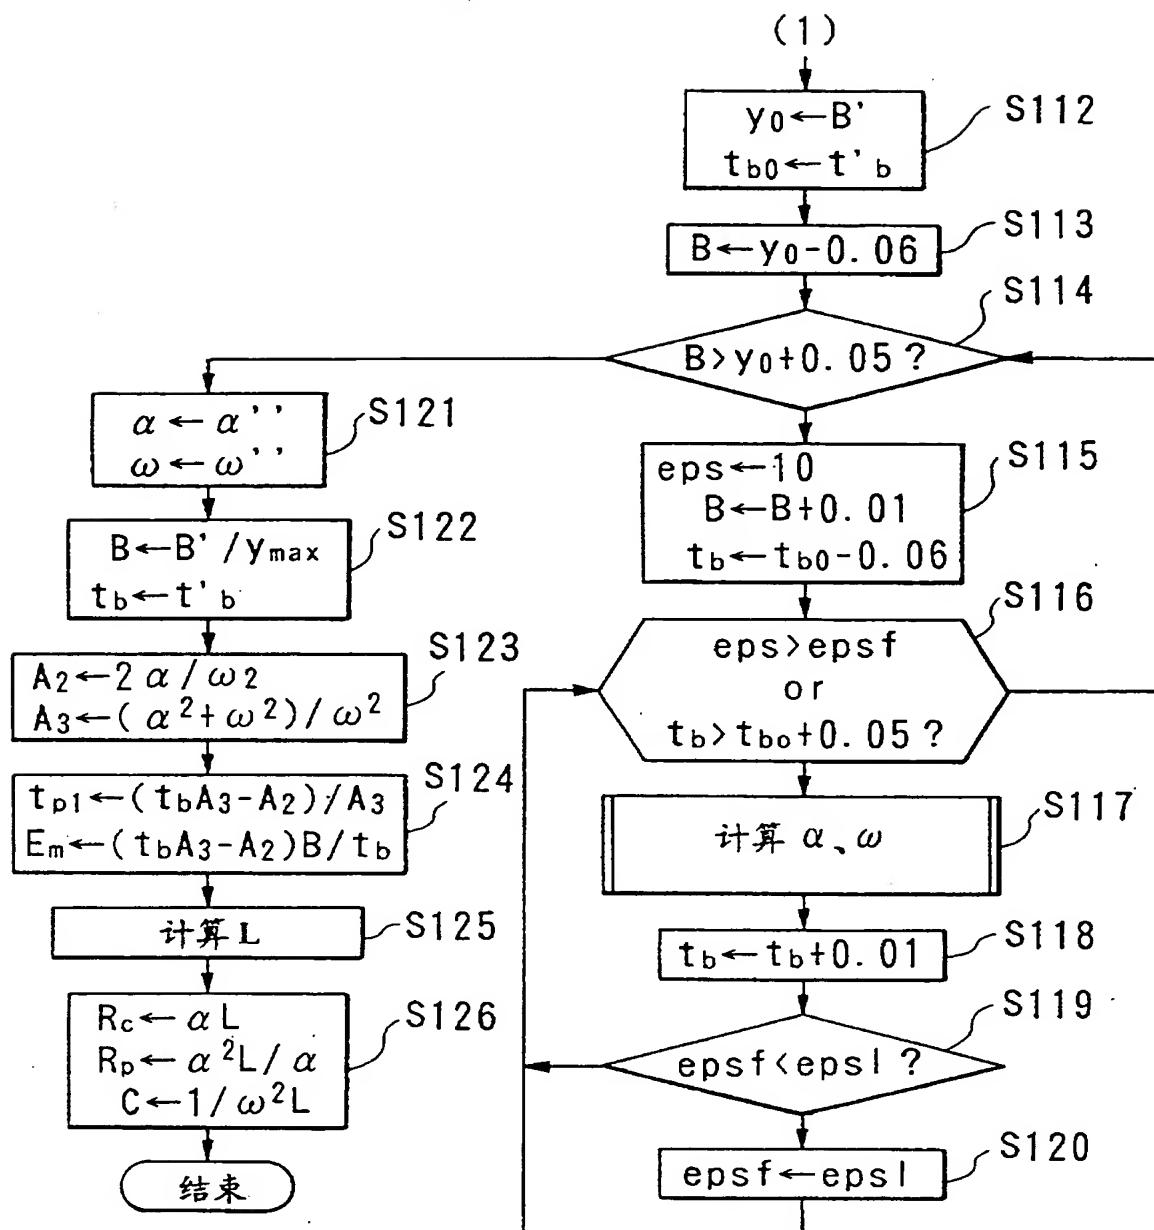 (1)
y0←B'
tb0←t'b
S112
B←y0-0.06
S113
B>y0+0.05?
S114
eps←10
B←B+0.01
tb←tb0-0.06
S115
eps>epsf
or
tb>tbo+0.05?
S116
计算 α、ω
S117
tb←tb+0.01
S118
epsf<epsl ?
S119
epsf←epsl
S120
α←α''
ω←ω''
S121
B←B'/ymax
tb←t'b
S122
A2←2α/ω2
A3←(α²+ω²)/ω²
S123
tp1←(tbA3-A2)/A3
Em←(tbA3-A2)B/tb
S124
计算 L
S125
Rc←αL
Rp←α²L/α
C←1/ω²L
S126
结束